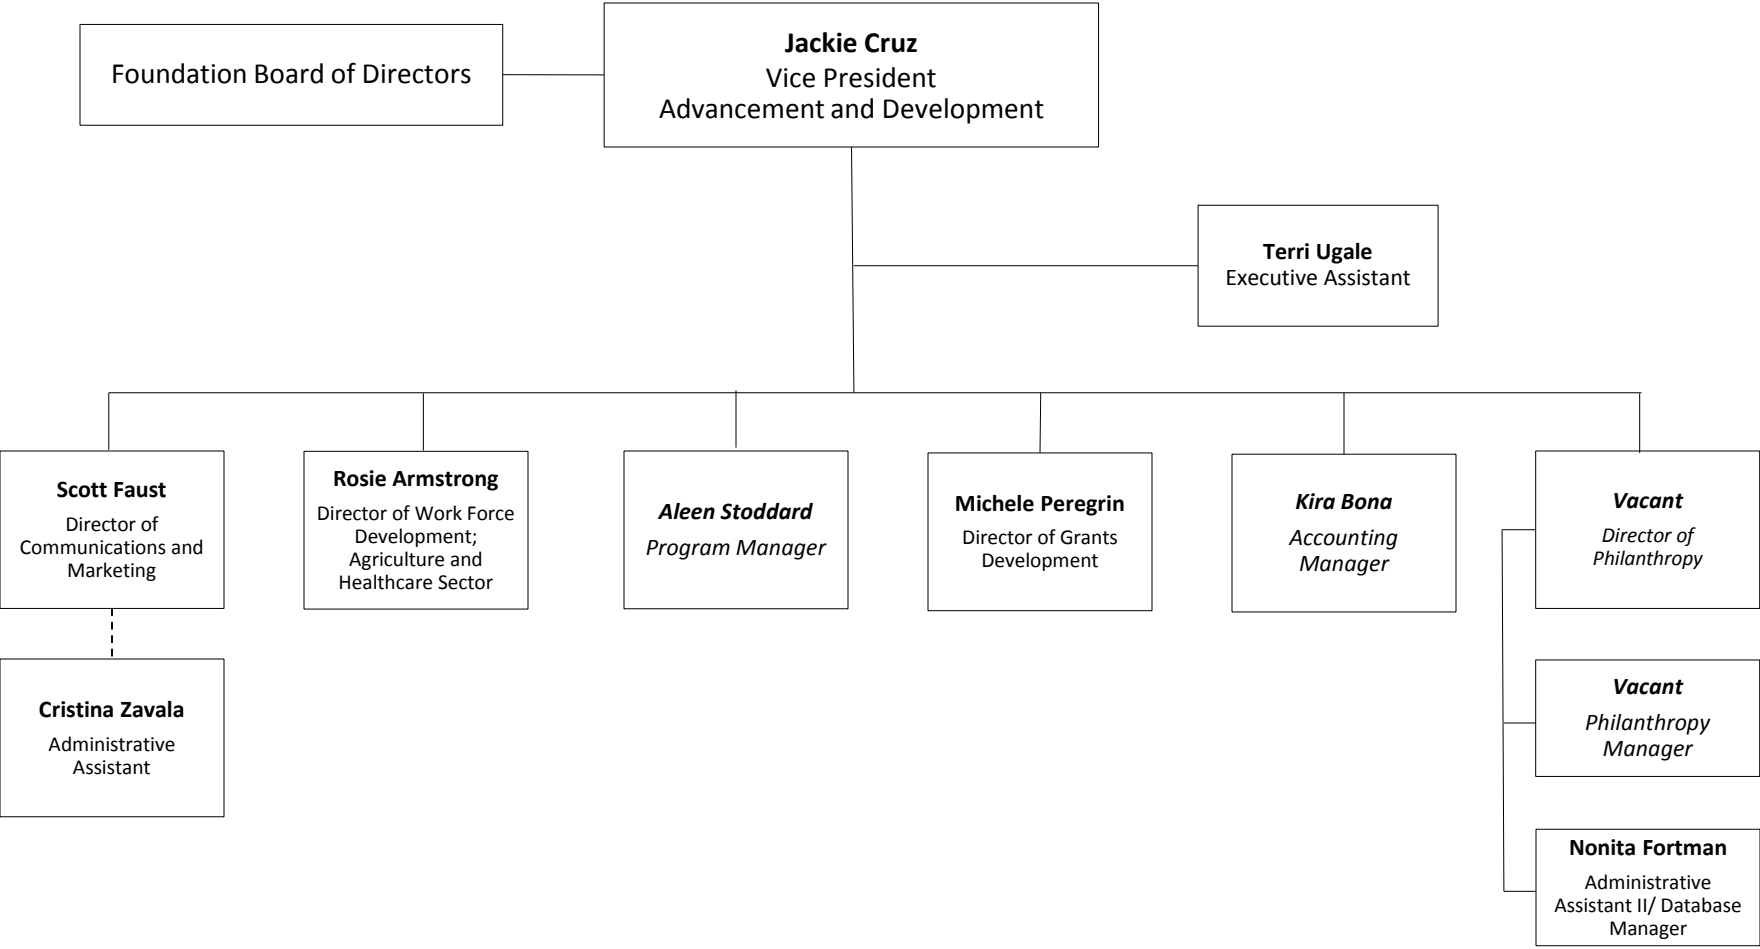 Foundation Board of Directors
Jackie Cruz
Vice President
Advancement and Development
Terri Ugale
Executive Assistant
Scott Faust
Director of
Communications and
Marketing
Rosie Armstrong
Director of Work Force
Development;
Agriculture and
Healthcare Sector
Aleen Stoddard
Program Manager
Michele Peregrin
Director of Grants
Development
Kira Bona
Accounting
Manager
Vacant
Director of
Philanthropy
Cristina Zavala
Administrative
Assistant
Vacant
Philanthropy
Manager
Nonita Fortman
Administrative
Assistant II/ Database
Manager